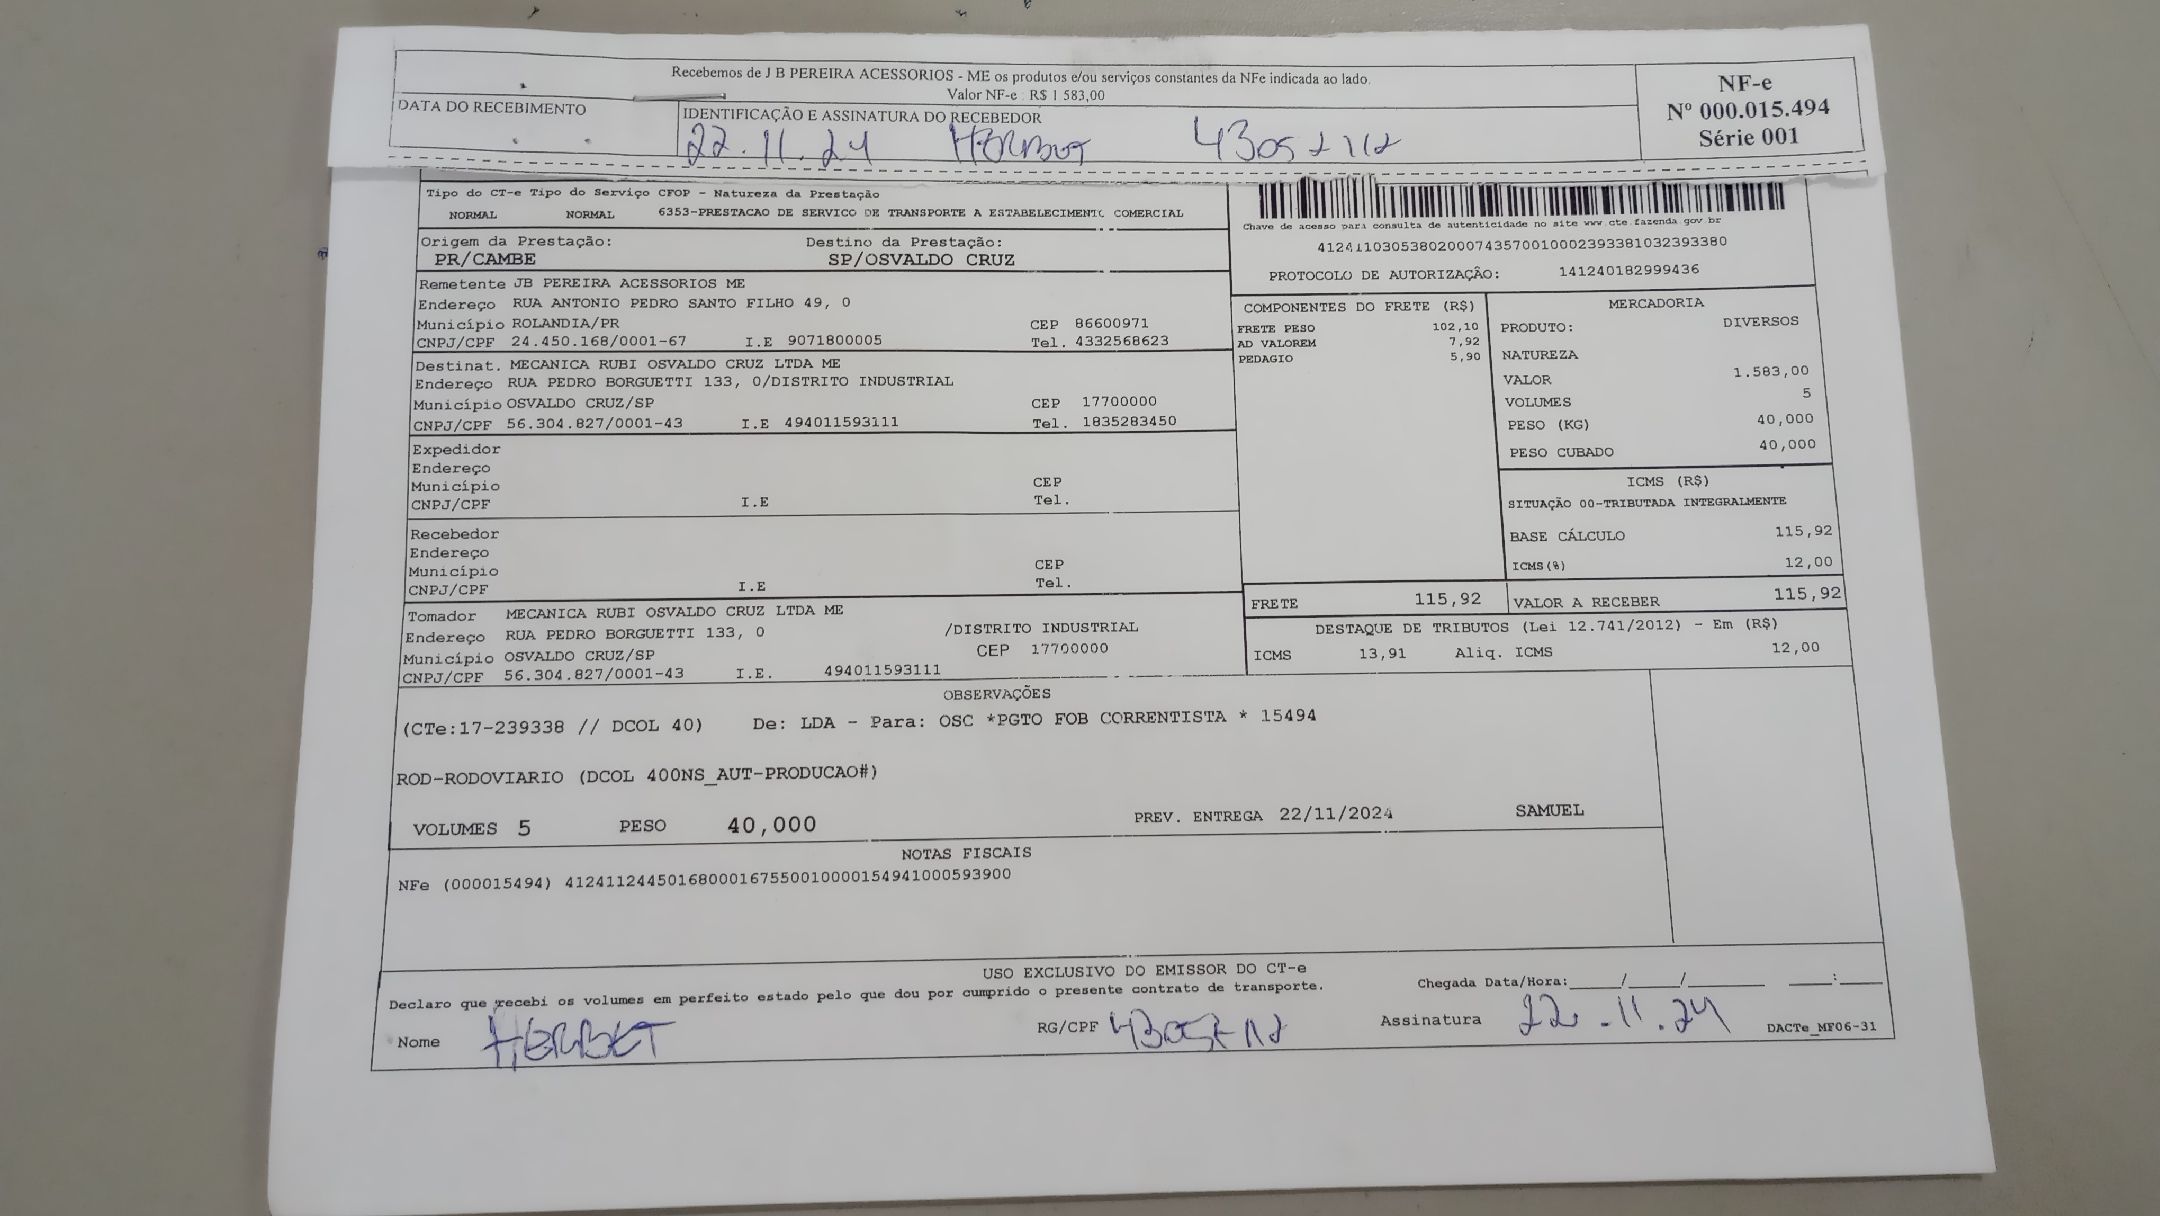 Recebemos de J B PEREIRA ACESSORIOS - ME os produtos e/ou serviços constantes da NFe indicada ao lado.
Valor NF-e : R$ 1 583,00
DATA DO RECEBIMENTO
IDENTIFICAÇÃO E ASSINATURA DO RECEBEDOR
22.11.24
NF-e
Nº 000.015.494
Série 001
Tipo do CT-e Tipo do Serviço CFOP - Natureza da Prestação
NORMAL NORMAL 6353-PRESTACAO DE SERVICO DE TRANSPORTE A ESTABELECIMENTO COMERCIAL
Origem da Prestação: Destino da Prestação:
PR/CAMBE SP/OSVALDO CRUZ
Chave de acesso para consulta de autenticidade no site www.cte.fazenda.gov.br
41241103053802000743570010002393381032393380
PROTOCOLO DE AUTORIZAÇÃO: 141240182999436
Remetente JB PEREIRA ACESSORIOS ME
Endereço RUA ANTONIO PEDRO SANTO FILHO 49, 0
Município ROLANDIA/PR CEP 86600971
CNPJ/CPF 24.450.168/0001-67 I.E 9071800005 Tel. 4332568623
Destinat. MECANICA RUBI OSVALDO CRUZ LTDA ME
Endereço RUA PEDRO BORGUETTI 133, 0/DISTRITO INDUSTRIAL
Município OSVALDO CRUZ/SP CEP 17700000
CNPJ/CPF 56.304.827/0001-43 I.E 494011593111 Tel. 1835283450
Expedidor
Endereço
Município CEP
CNPJ/CPF I.E Tel.
Recebedor
Endereço
Município CEP
CNPJ/CPF I.E Tel.
Tomador MECANICA RUBI OSVALDO CRUZ LTDA ME
Endereço RUA PEDRO BORGUETTI 133, 0 /DISTRITO INDUSTRIAL
Município OSVALDO CRUZ/SP CEP 17700000
CNPJ/CPF 56.304.827/0001-43 I.E. 494011593111
COMPONENTES DO FRETE (R$)
FRETE PESO 102,10
AD VALOREM 7,92
PEDAGIO 5,90
MERCADORIA
PRODUTO: DIVERSOS
NATUREZA
VALOR 1.583,00
VOLUMES 5
PESO (KG) 40,000
PESO CUBADO 40,000
ICMS (R$)
SITUAÇÃO 00-TRIBUTADA INTEGRALMENTE
BASE CÁLCULO 115,92
ICMS(%) 12,00
FRETE 115,92 VALOR A RECEBER 115,92
DESTAQUE DE TRIBUTOS (Lei 12.741/2012) - Em (R$)
ICMS 13,91 Aliq. ICMS 12,00
OBSERVAÇÕES
(CTe:17-239338 // DCOL 40) De: LDA - Para: OSC *PGTO FOB CORRENTISTA * 15494
ROD-RODOVIARIO (DCOL 400NS_AUT-PRODUCAO#)
VOLUMES 5 PESO 40,000 PREV. ENTREGA 22/11/2024 SAMUEL
NOTAS FISCAIS
NFe (000015494) 41241124450168000167550010000154941000593900
USO EXCLUSIVO DO EMISSOR DO CT-e
Declaro que recebi os volumes em perfeito estado pelo que dou por cumprido o presente contrato de transporte.
Chegada Data/Hora:____/____/______ ___:___
Nome HERBET RG/CPF Assinatura 22.11.24 DACTe_MF06-31